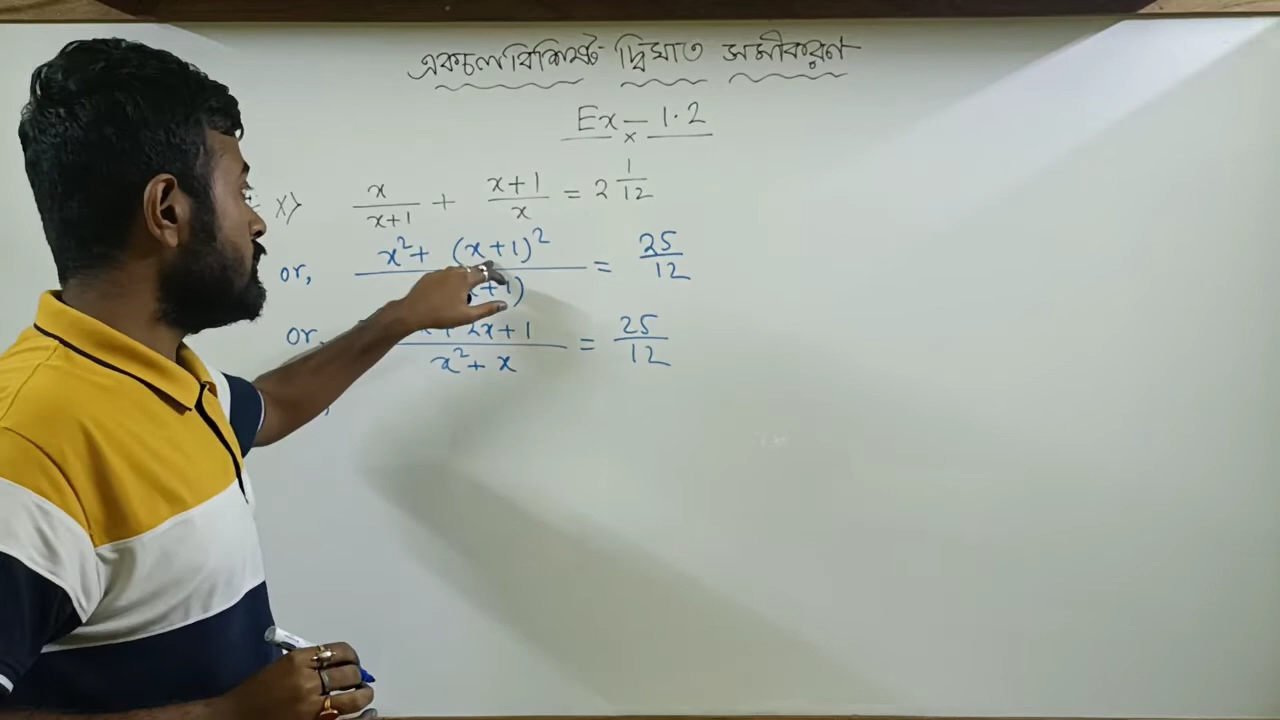 একচলবিশিষ্ট দ্বিঘাত সমীকরণ
Ex - 1.2
x> x/(x+1) + (x+1)/x = 2 1/12
or, (x² + (x+1)²)/(x+1) = 25/12
or, x+2x+1/(x²+x) = 25/12